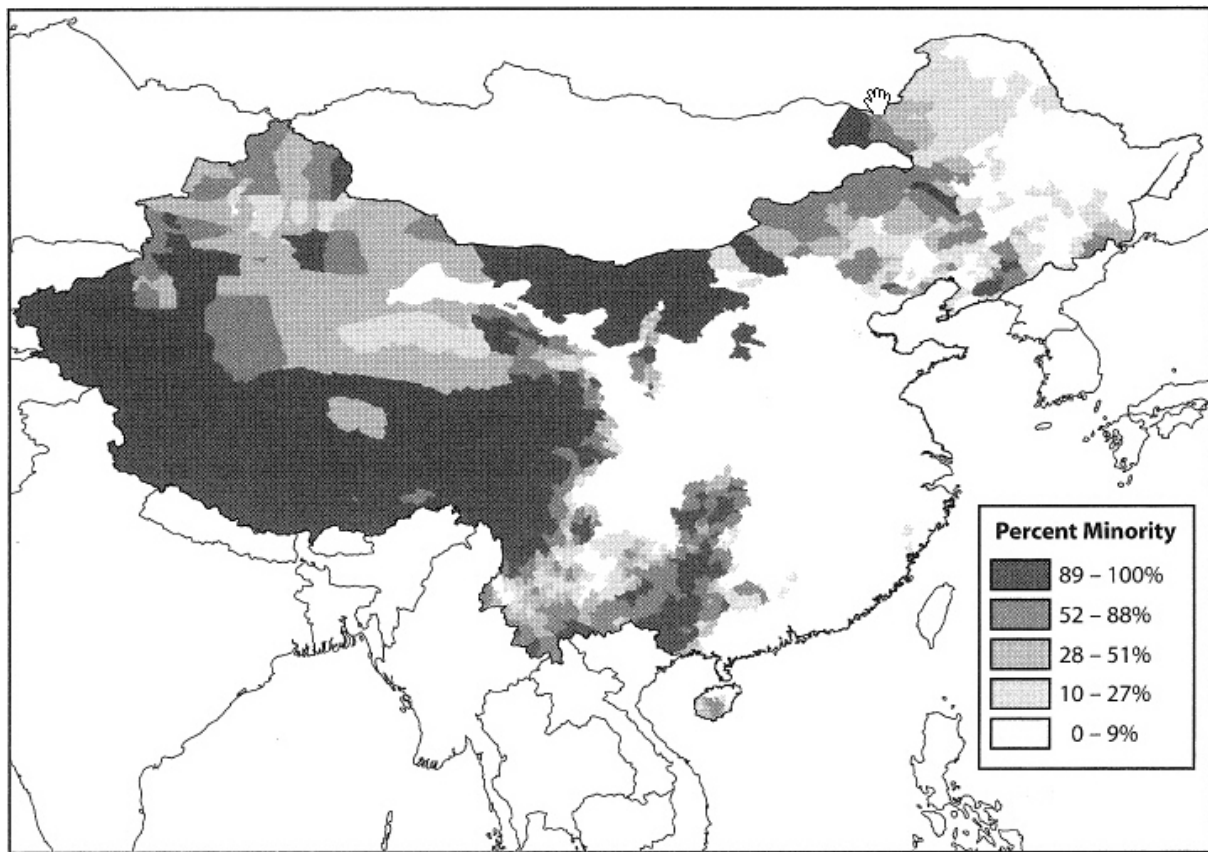 Percent Minority
89 – 100%
52 – 88%
28 – 51%
10 – 27%
0 – 9%